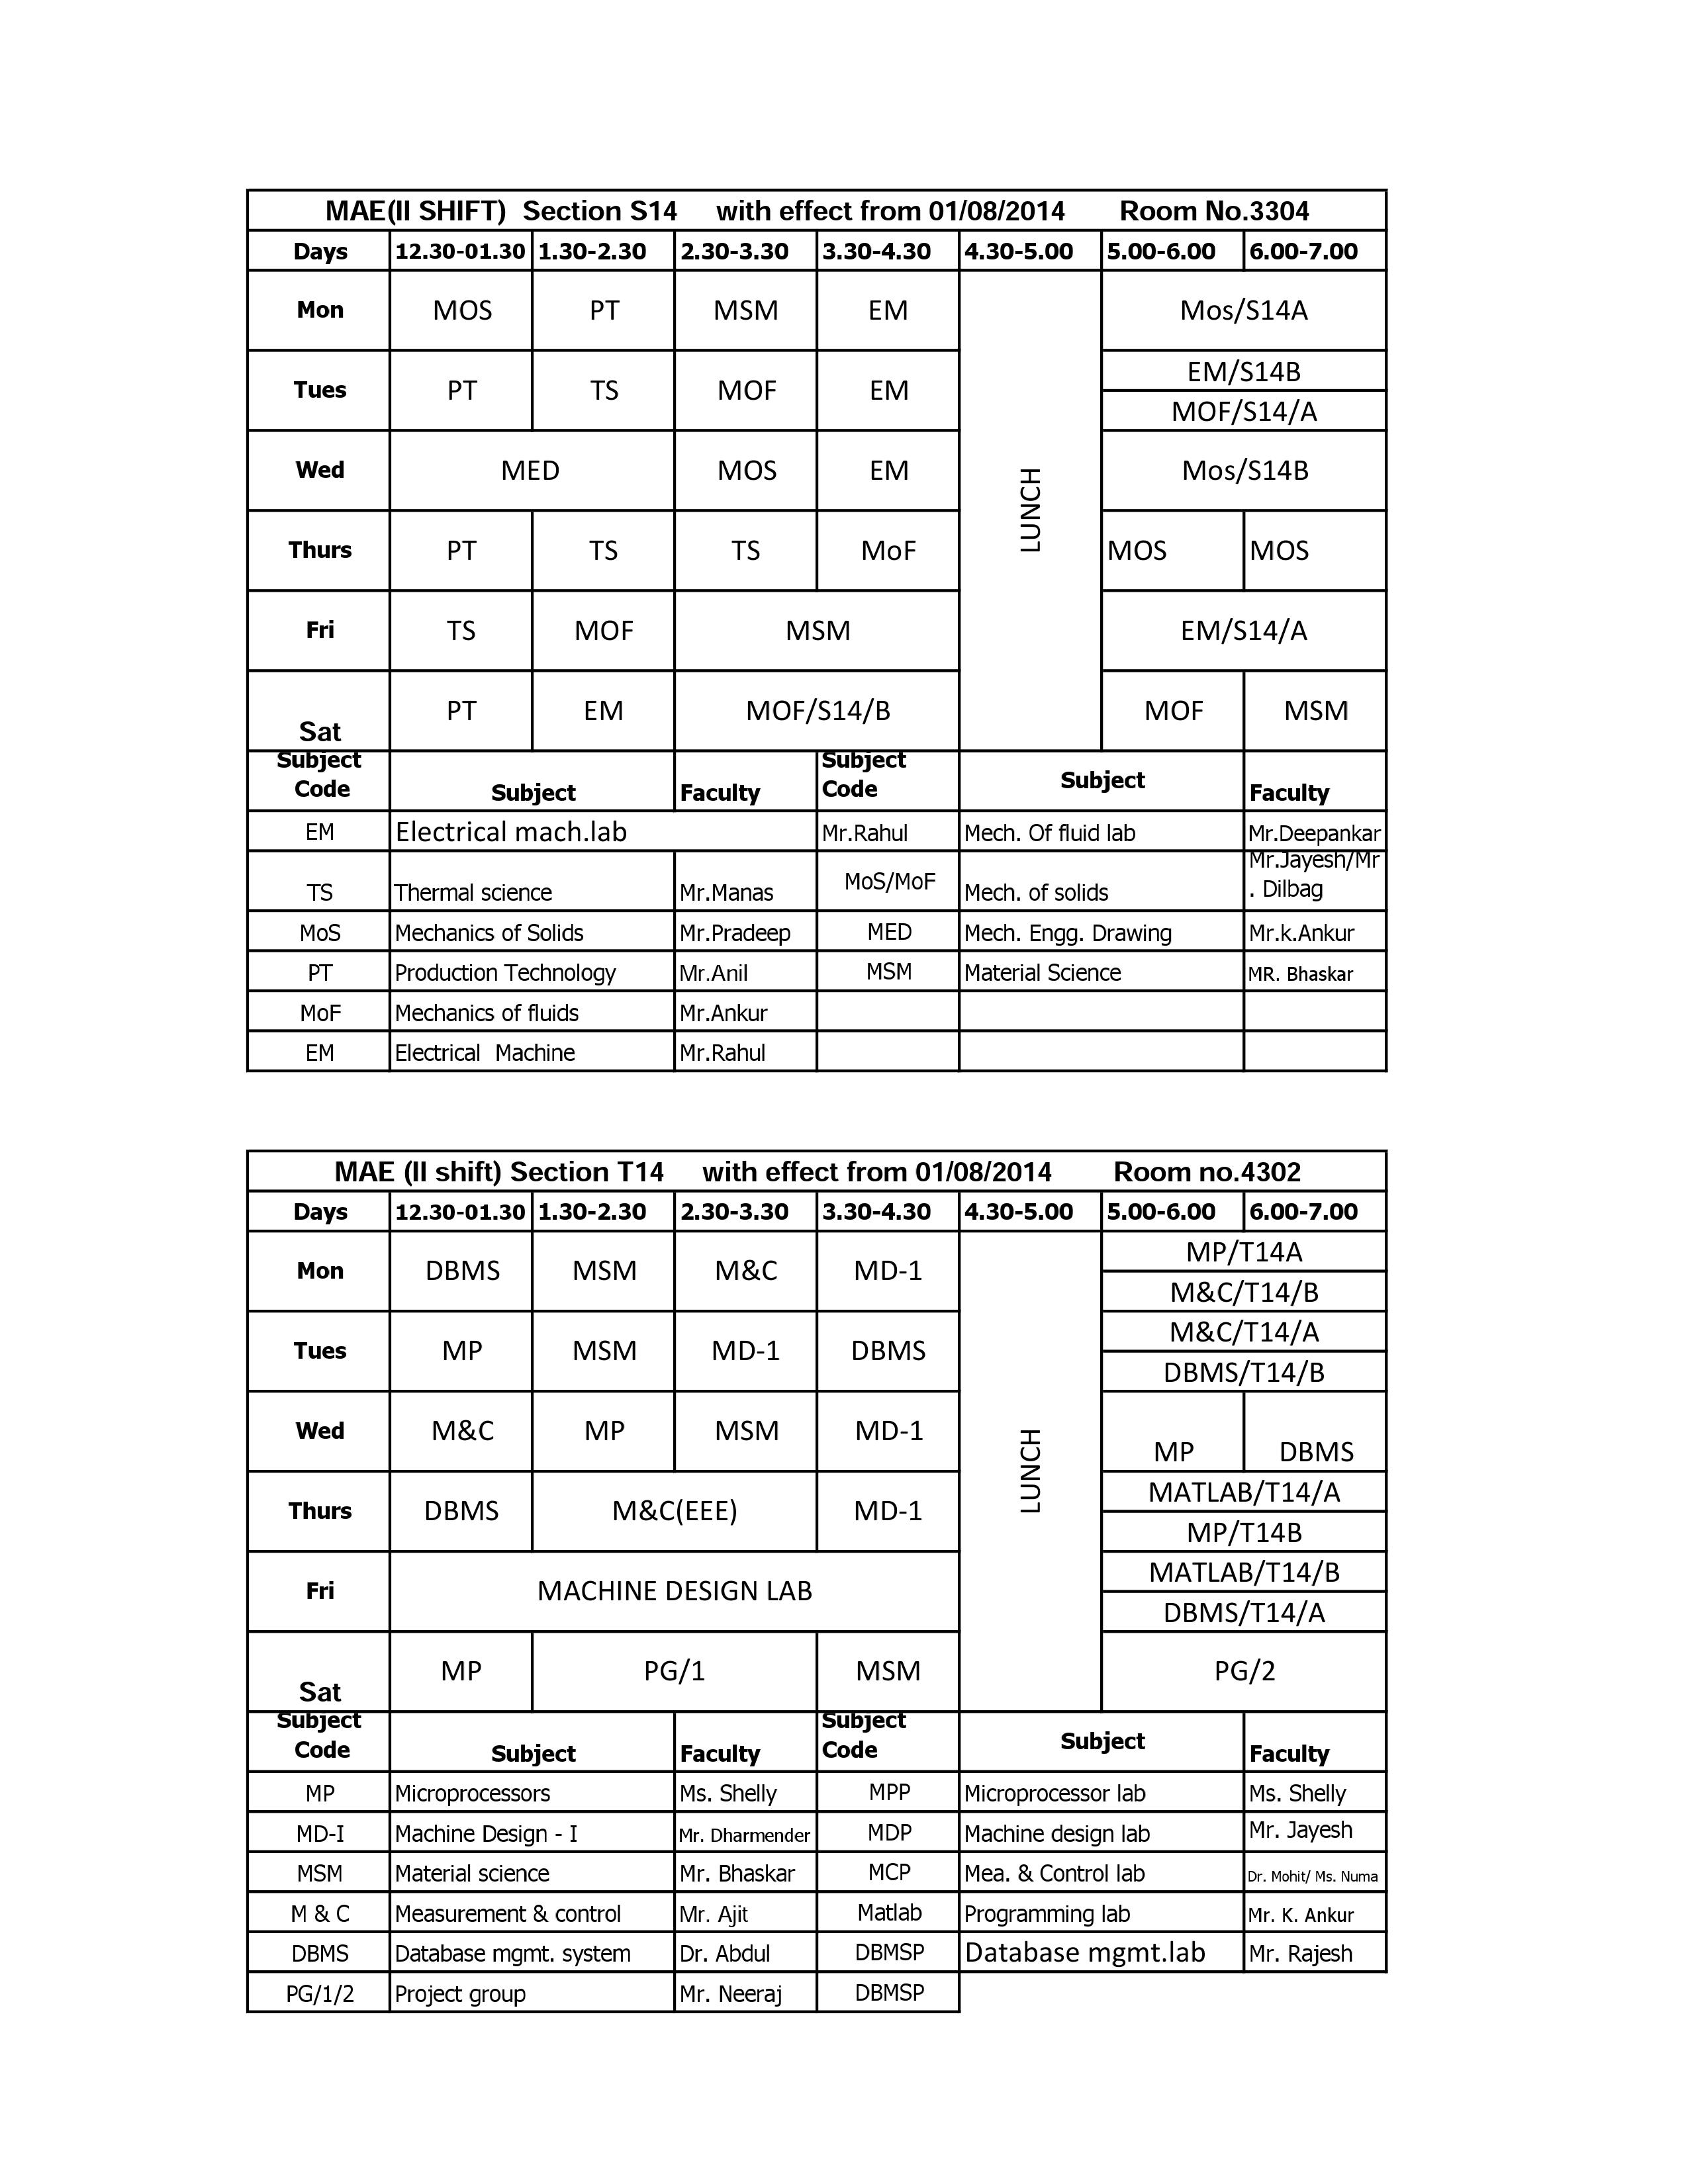 MAE(II SHIFT) Section S14 with effect from 01/08/2014 Room No.3304
Days 12.30-01.30 1.30-2.30 2.30-3.30 3.30-4.30 4.30-5.00 5.00-6.00 6.00-7.00
Mon MOS PT MSM EM LUNCH Mos/S14A
Tues PT TS MOF EM EM/S14B
MOF/S14/A
Wed MED MOS EM Mos/S14B
Thurs PT TS TS MoF MOS MOS
Fri TS MOF MSM EM/S14/A
Sat PT EM MOF/S14/B MOF MSM
Subject Code Subject Faculty Subject Code Subject Faculty
EM Electrical mach.lab Mr.Rahul Mech. Of fluid lab Mr.Deepankar
TS Thermal science Mr.Manas MoS/MoF Mech. of solids Mr.Jayesh/Mr
. Dilbag
MoS Mechanics of Solids Mr.Pradeep MED Mech. Engg. Drawing Mr.k.Ankur
PT Production Technology Mr.Anil MSM Material Science MR. Bhaskar
MoF Mechanics of fluids Mr.Ankur
EM Electrical Machine Mr.Rahul
MAE (II shift) Section T14 with effect from 01/08/2014 Room no.4302
Days 12.30-01.30 1.30-2.30 2.30-3.30 3.30-4.30 4.30-5.00 5.00-6.00 6.00-7.00
Mon DBMS MSM M&C MD-1 LUNCH MP/T14A
M&C/T14/B
Tues MP MSM MD-1 DBMS M&C/T14/A
DBMS/T14/B
Wed M&C MP MSM MD-1 MP DBMS
Thurs DBMS M&C(EEE) MD-1 MATLAB/T14/A
MP/T14B
Fri MACHINE DESIGN LAB MATLAB/T14/B
DBMS/T14/A
Sat MP PG/1 MSM PG/2
Subject Code Subject Faculty Subject Code Subject Faculty
MP Microprocessors Ms. Shelly MPP Microprocessor lab Ms. Shelly
MD-I Machine Design - I Mr. Dharmender MDP Machine design lab Mr. Jayesh
MSM Material science Mr. Bhaskar MCP Mea. & Control lab Dr. Mohit/ Ms. Numa
M & C Measurement & control Mr. Ajit Matlab Programming lab Mr. K. Ankur
DBMS Database mgmt. system Dr. Abdul DBMSP Database mgmt.lab Mr. Rajesh
PG/1/2 Project group Mr. Neeraj DBMSP